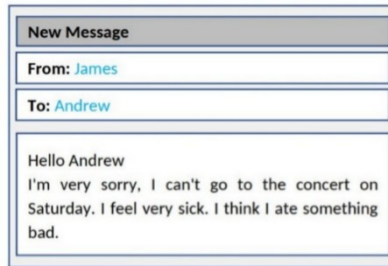 New Message
From: James
To: Andrew
Hello Andrew
I'm very sorry, I can't go to the concert on
Saturday. I feel very sick. I think I ate something
bad.